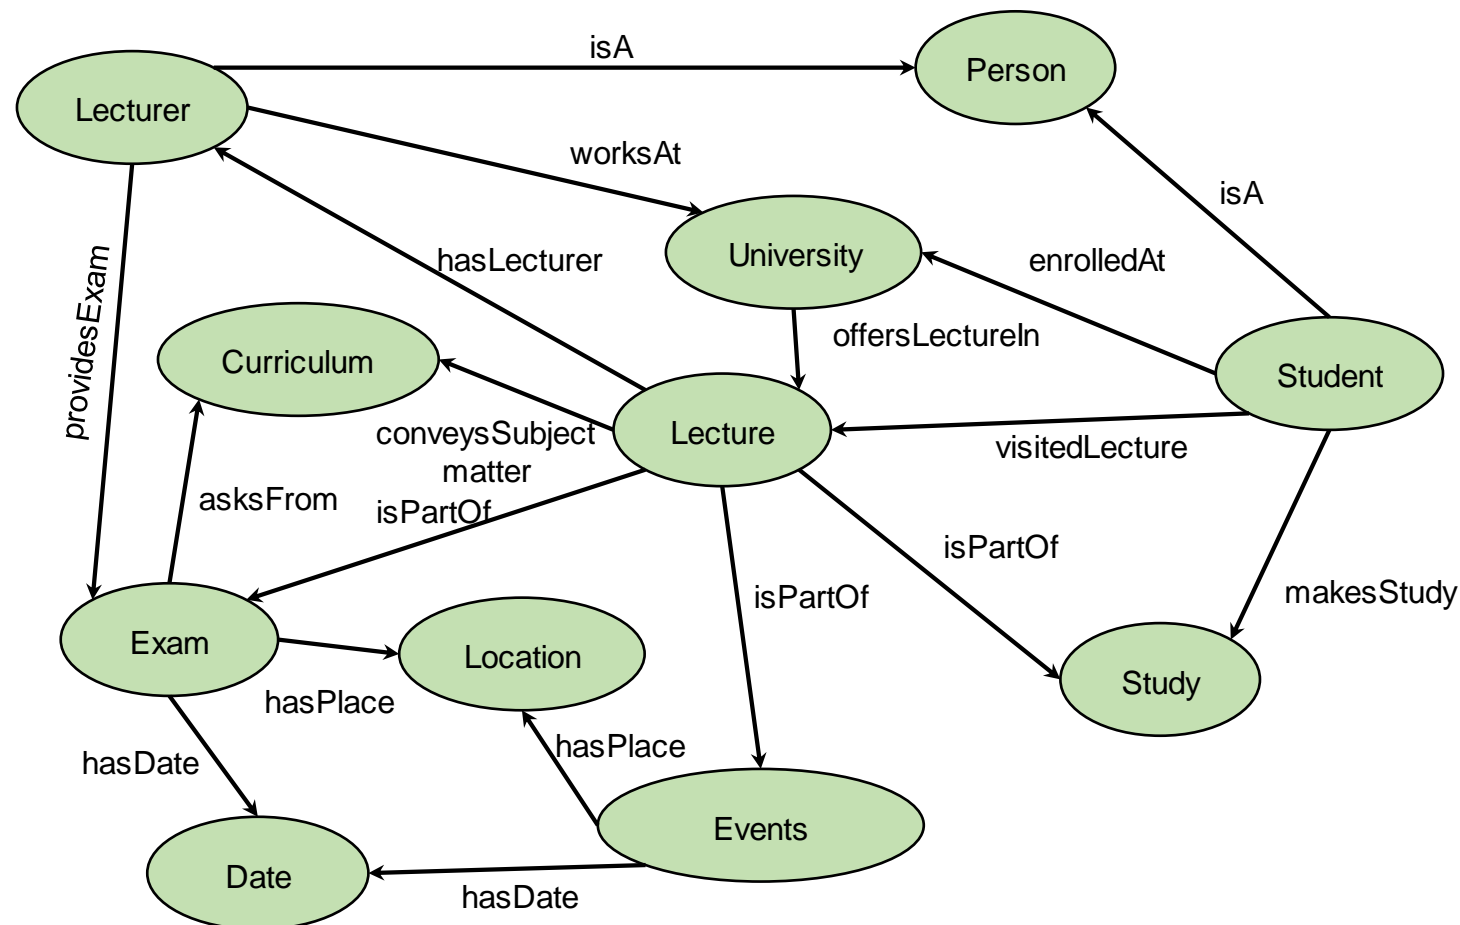 isA
Person
Lecturer
worksAt
isA
hasLecturer
University
enrolledAt
providesExam
offersLectureIn
Curriculum
Student
conveysSubject
matter
Lecture
visitedLecture
asksFrom
isPartOf
isPartOf
isPartOf
makesStudy
Exam
Location
Study
hasPlace
hasPlace
hasDate
Events
Date
hasDate